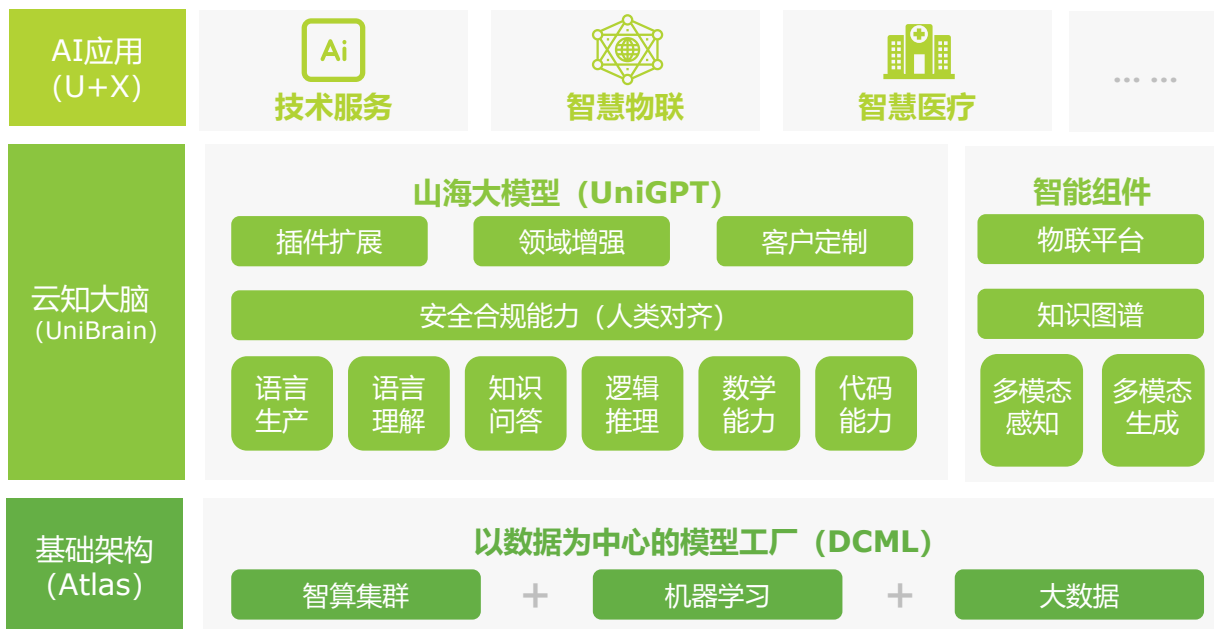 AI应用
(U+X)
Ai
技术服务
智慧物联
智慧医疗
... ...
云知大脑
(UniBrain)
山海大模型（UniGPT）
插件扩展
领域增强
客户定制
安全合规能力（人类对齐）
语言
生产
语言
理解
知识
问答
逻辑
推理
数学
能力
代码
能力
智能组件
物联平台
知识图谱
多模态
感知
多模态
生成
基础架构
(Atlas)
以数据为中心的模型工厂（DCML）
智算集群
+
机器学习
+
大数据